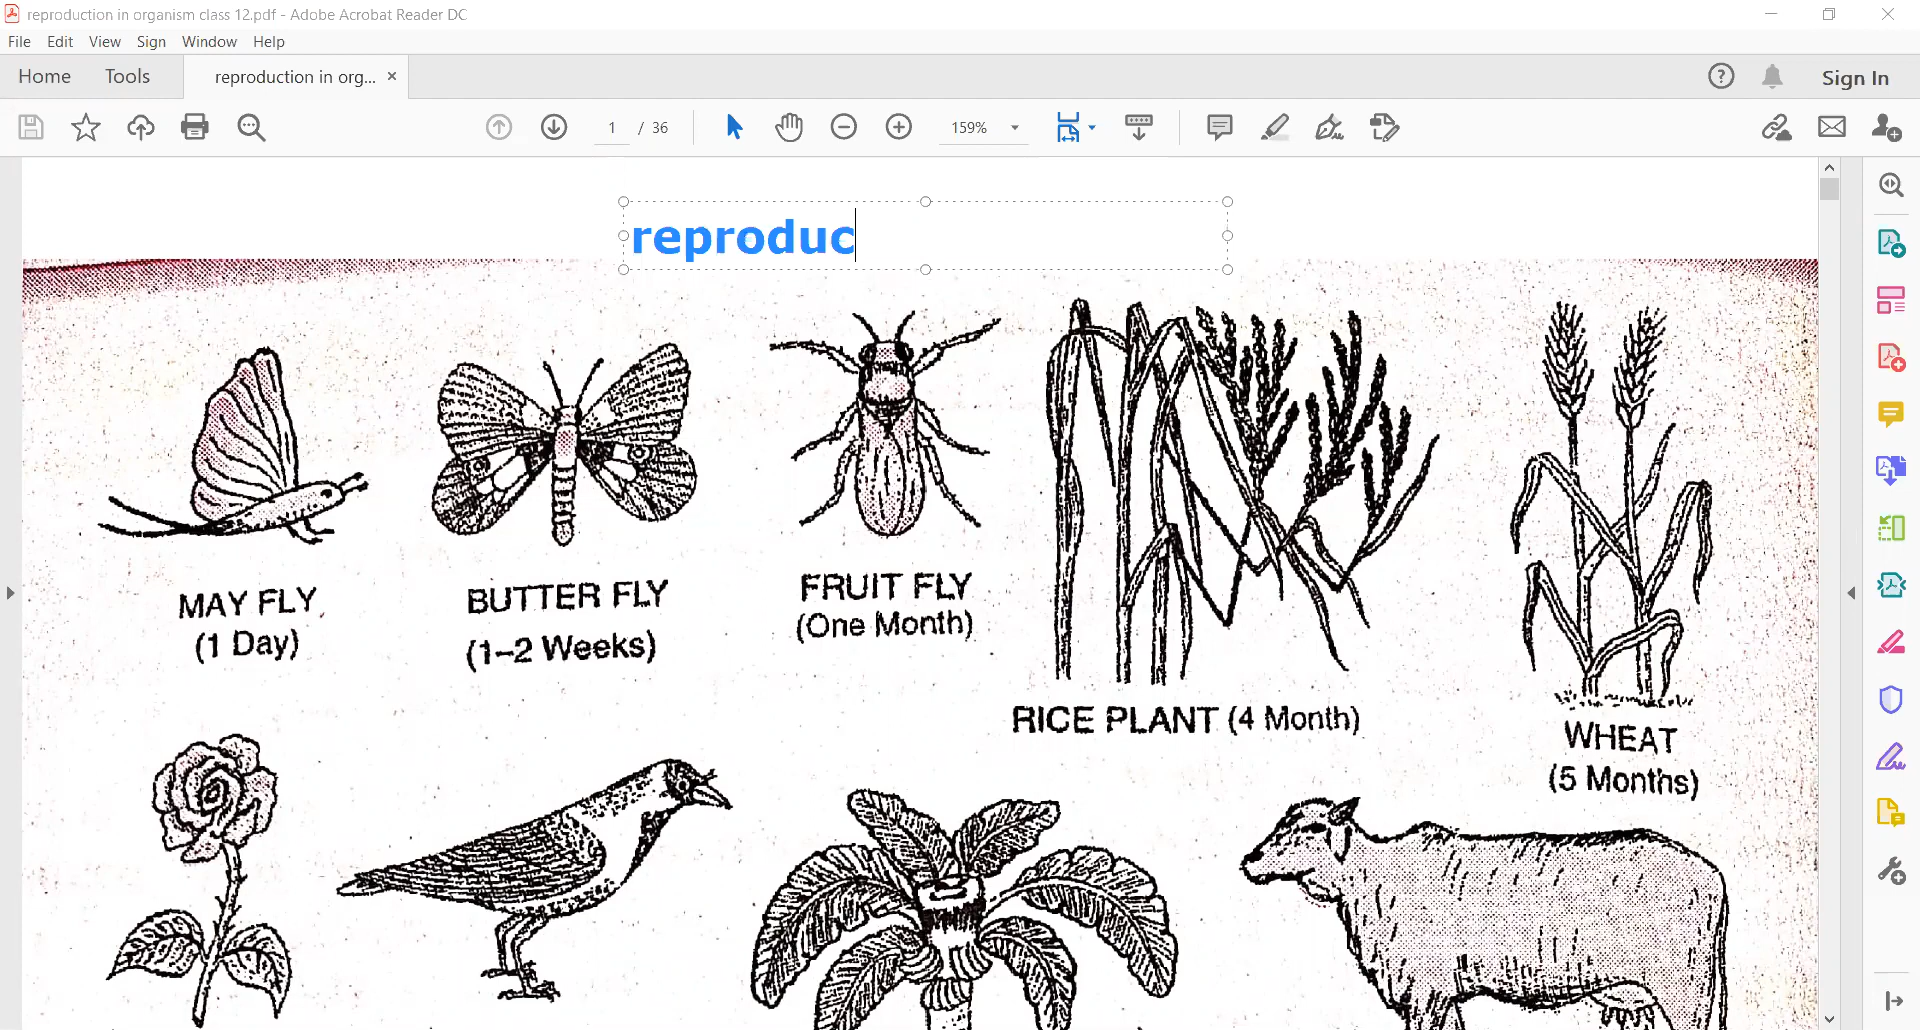 reproduction in organism class 12.pdf - Adobe Acrobat Reader DC
File Edit View Sign Window Help
Home Tools reproduction in org... × Sign In
1 / 36 159%
reproduc
MAY FLY
(1 Day)
BUTTER FLY
(1-2 Weeks)
FRUIT FLY
(One Month)
RICE PLANT (4 Month)
WHEAT
(5 Months)